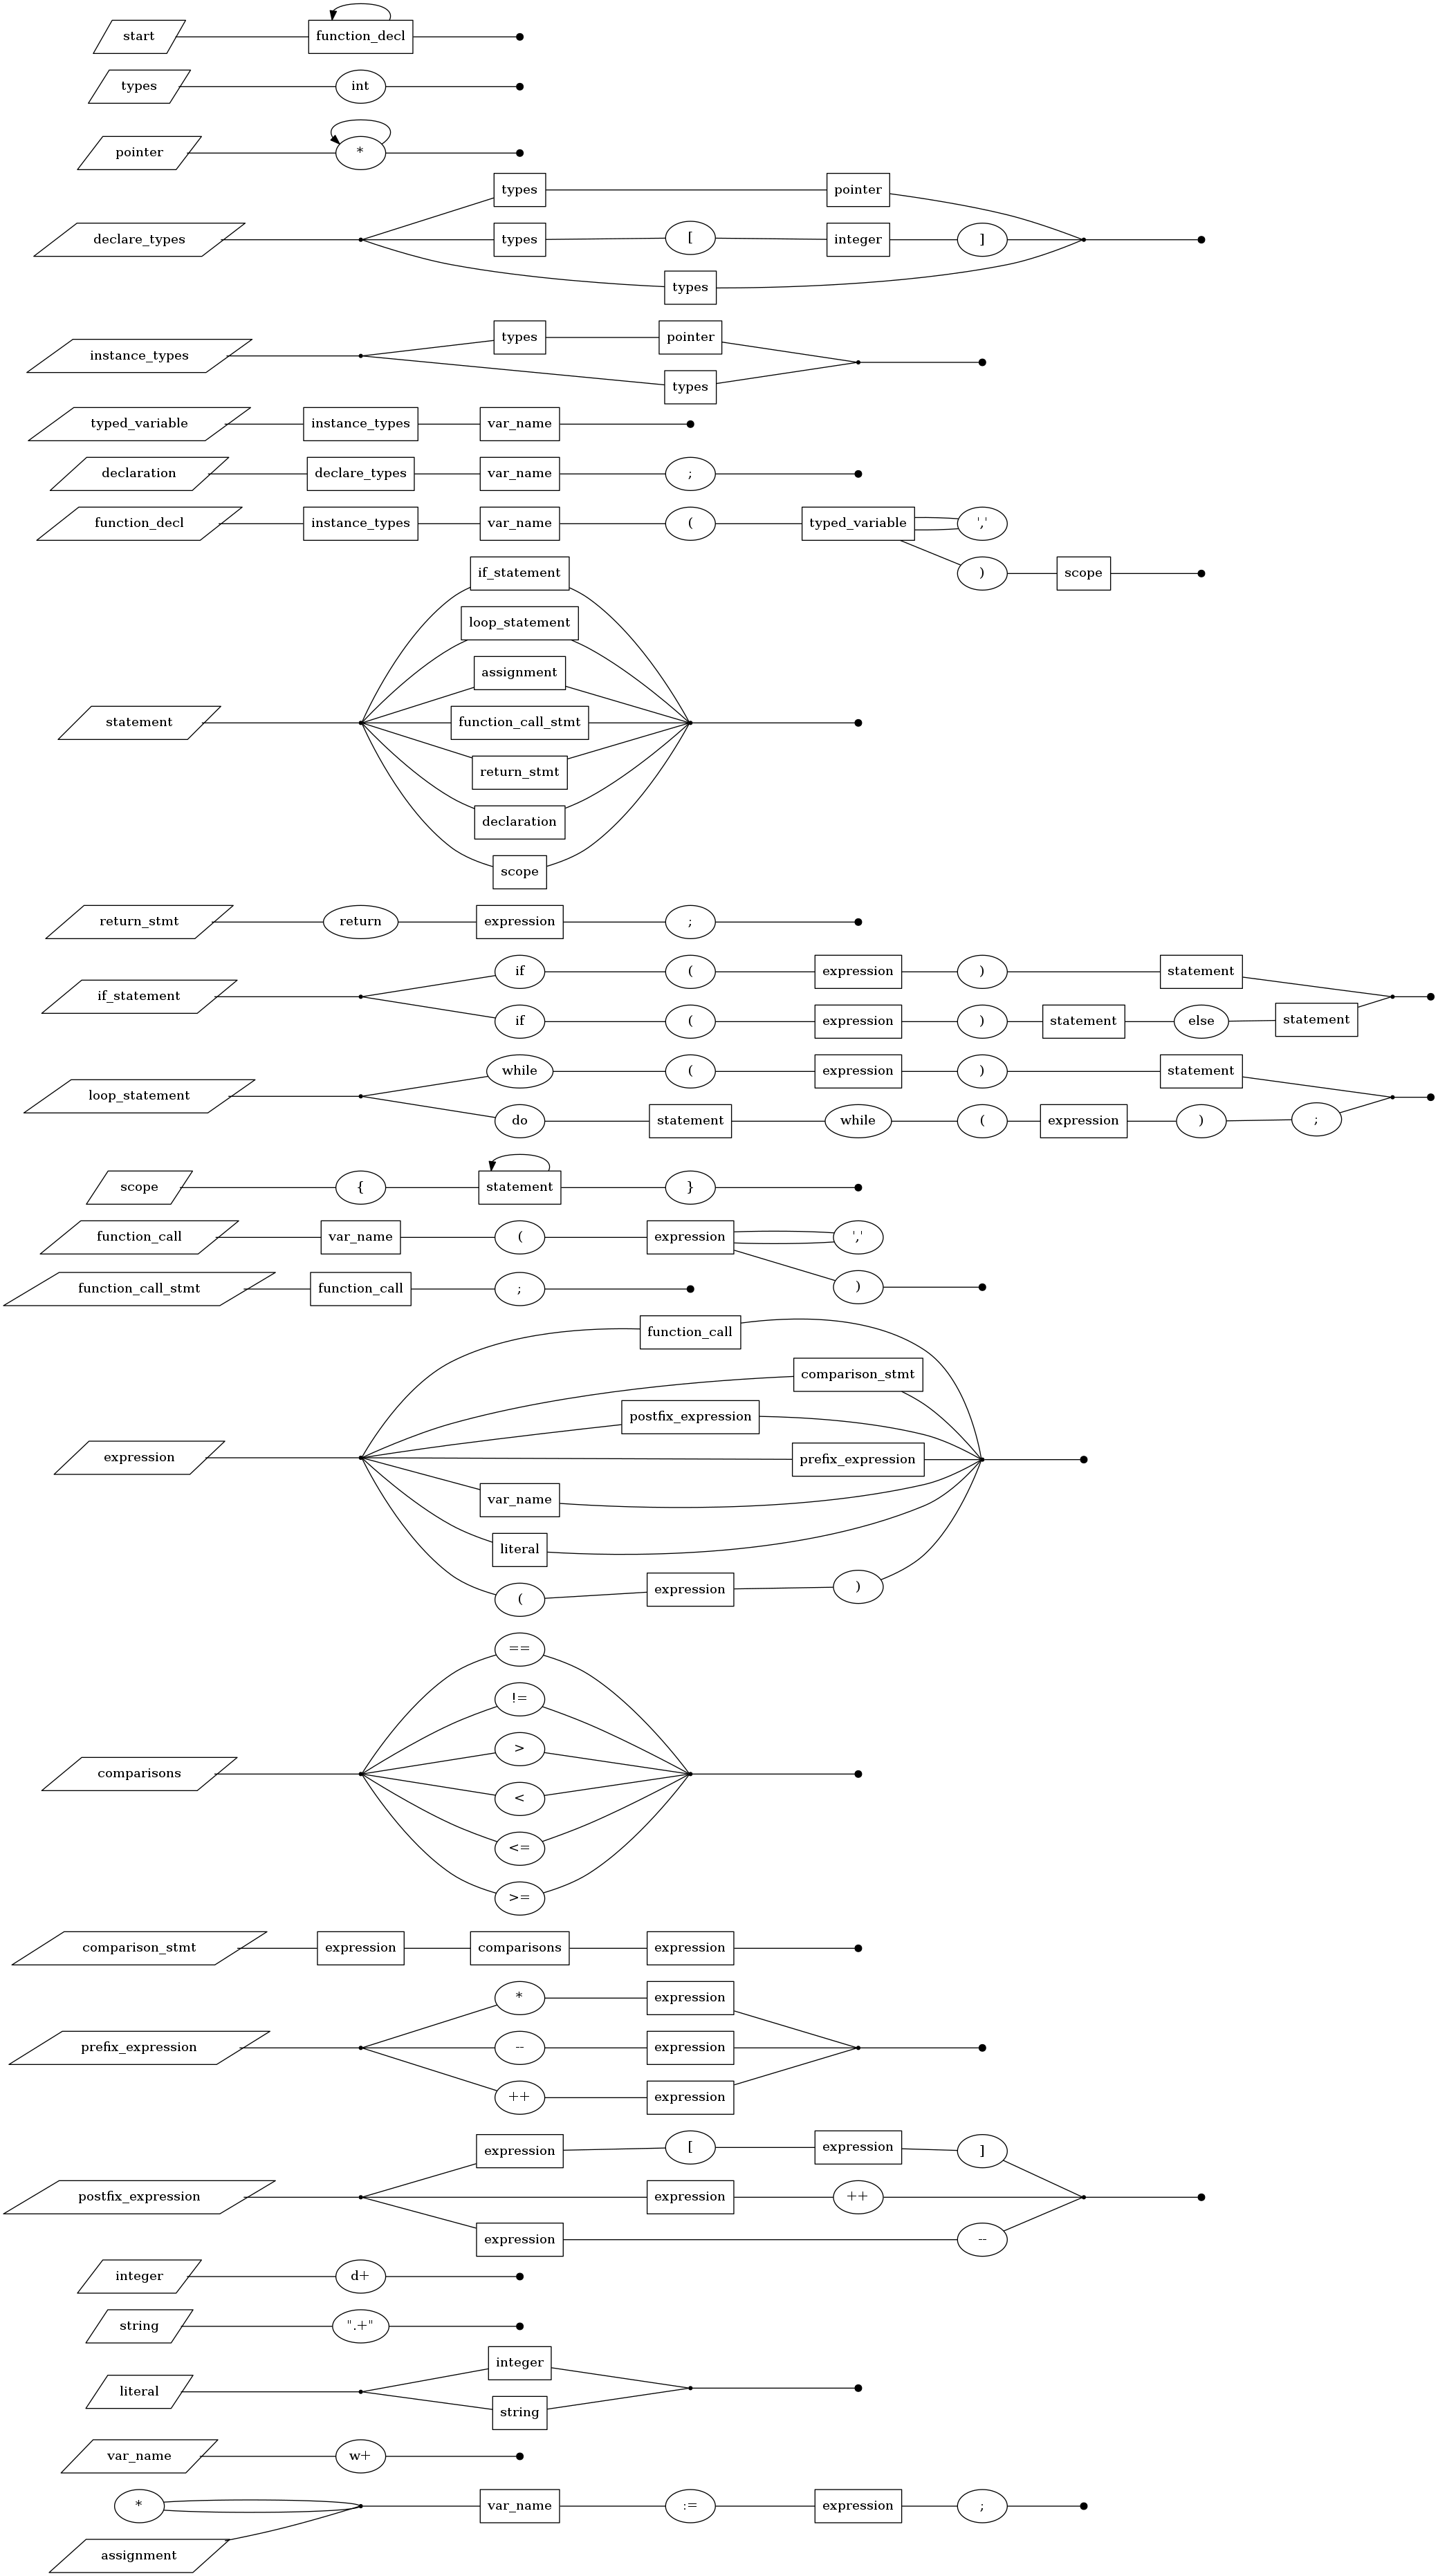 start function_decl
types int
pointer *
types pointer
declare_types types [ integer ]
types
types pointer
instance_types
types
typed_variable instance_types var_name
declaration declare_types var_name ;
function_decl instance_types var_name ( typed_variable ','
) scope
if_statement
loop_statement
assignment
statement function_call_stmt
return_stmt
declaration
scope
return_stmt return expression ;
if ( expression ) statement
if_statement
if ( expression ) statement else statement
while ( expression ) statement
loop_statement
do statement while ( expression ) ;
scope { statement }
function_call var_name ( expression ','
)
function_call_stmt function_call ;
function_call
comparison_stmt
postfix_expression
expression prefix_expression
var_name
literal
( expression )
==
!=
>
comparisons
<
<=
>=
comparison_stmt expression comparisons expression
* expression
prefix_expression -- expression
++ expression
expression [ expression ]
postfix_expression expression ++
expression --
integer d+
string ".+"
integer
literal
string
var_name w+
* var_name := expression ;
assignment